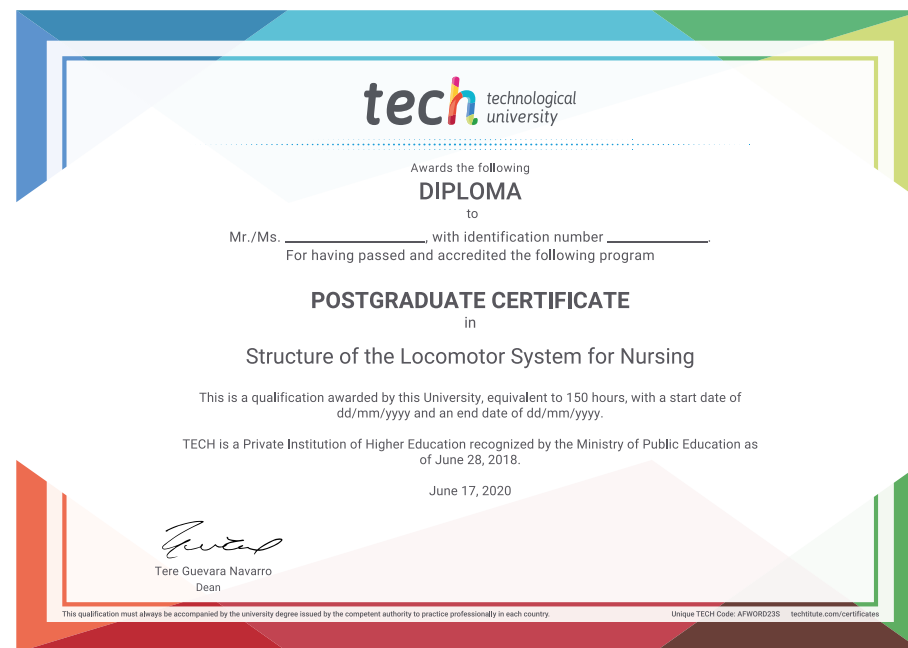 tech technological
university
Awards the following
DIPLOMA
to
Mr./Ms. ____________________, with identification number __________________.
For having passed and accredited the following program
POSTGRADUATE CERTIFICATE
in
Structure of the Locomotor System for Nursing
This is a qualification awarded by this University, equivalent to 150 hours, with a start date of
dd/mm/yyyy and an end date of dd/mm/yyyy.
TECH is a Private Institution of Higher Education recognized by the Ministry of Public Education as
of June 28, 2018.
June 17, 2020
Tere Guevara Navarro
Dean
This qualification must always be accompanied by the university degree issued by the competent authority to practice professionally in each country. Unique TECH Code: AFWORD23S techtitute.com/certificates